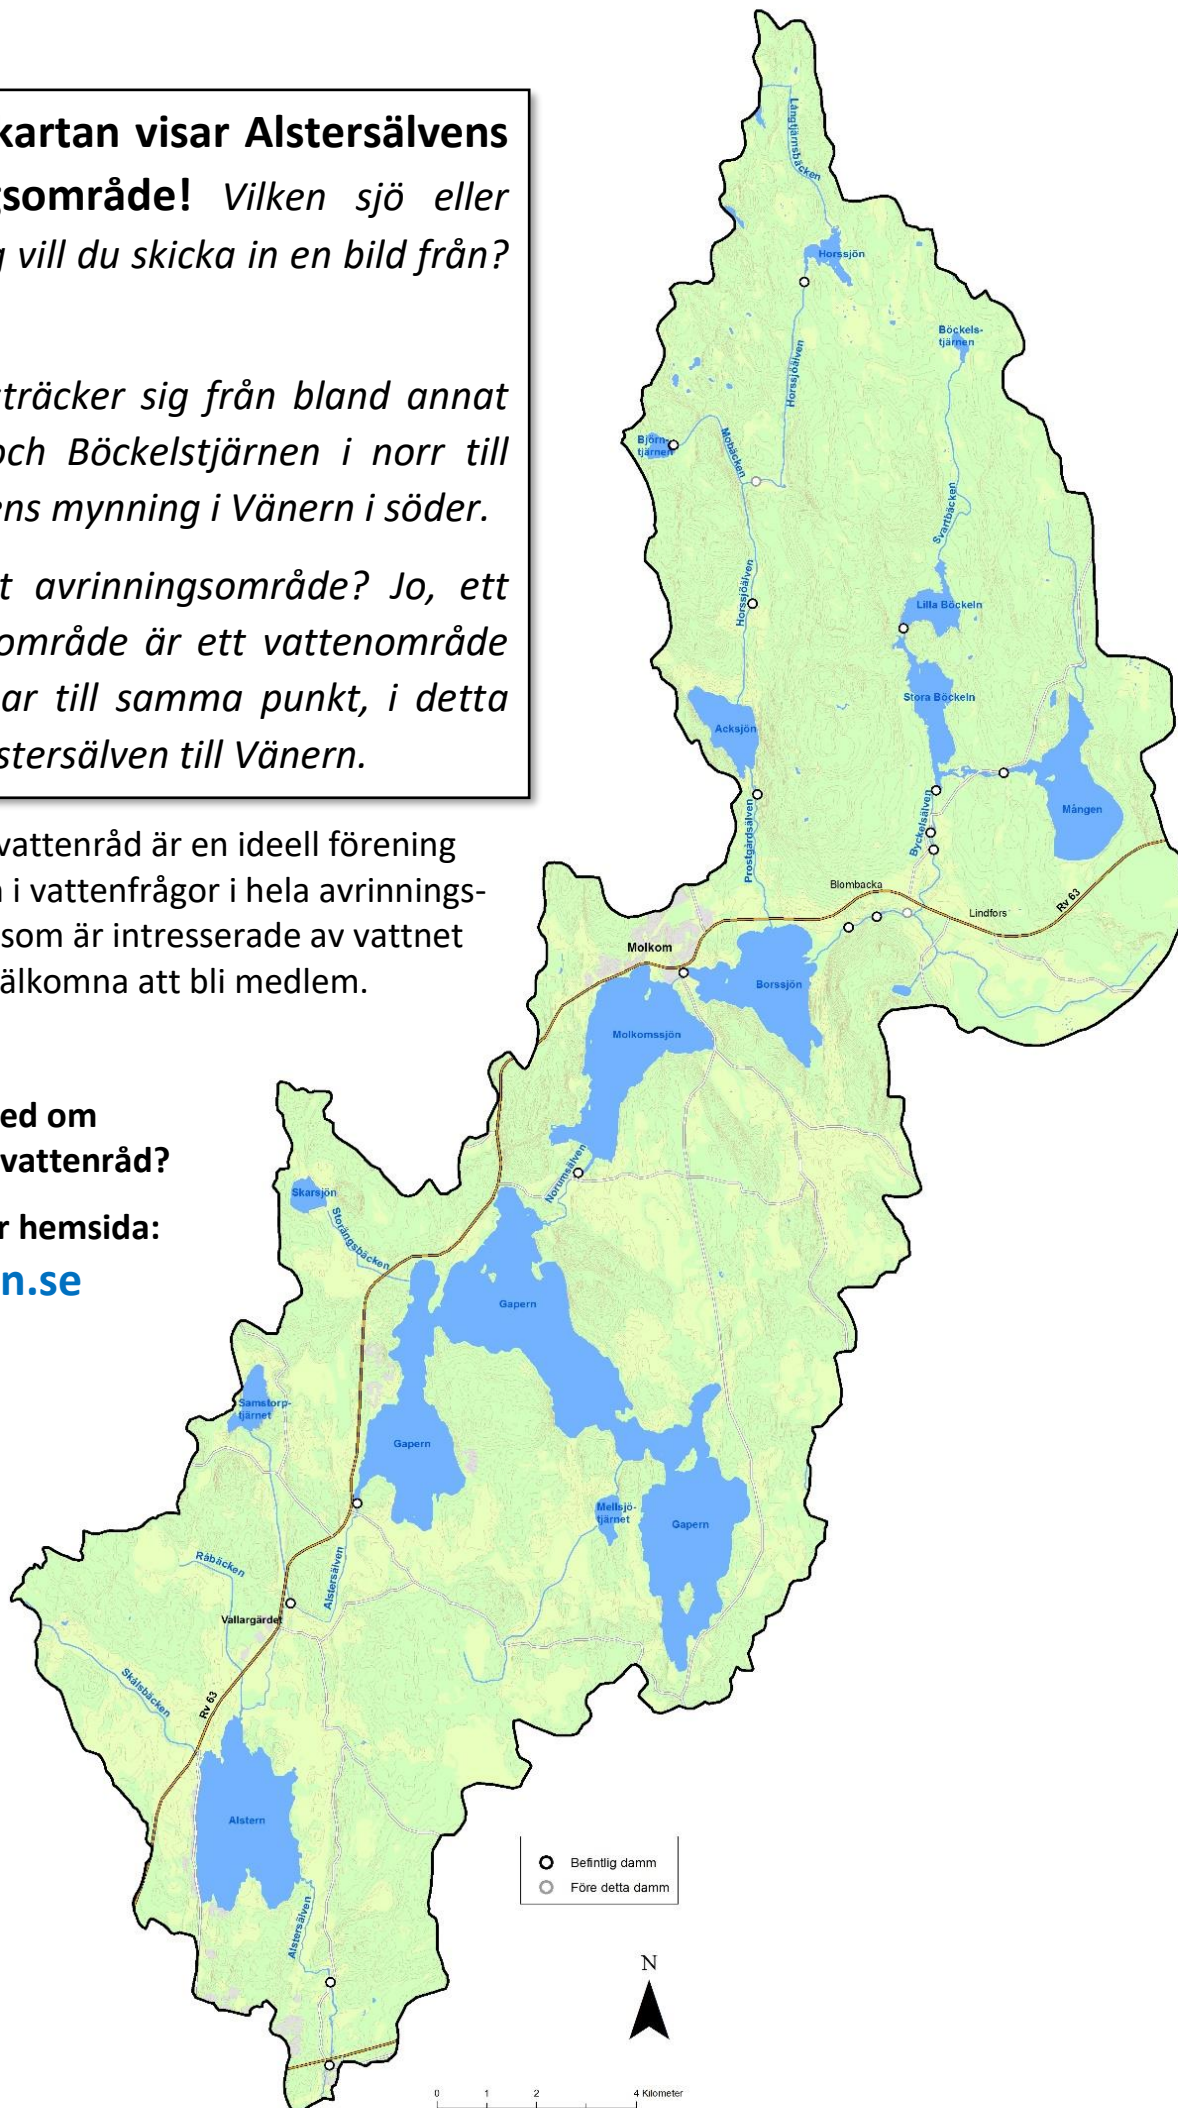 kartan visar Alstersälvens
gsområde! Vilken sjö eller
g vill du skicka in en bild från?
träcker sig från bland annat
och Böckelstjärnen i norr till
ens mynning i Vänern i söder.
t avrinningsområde? Jo, ett
område är ett vattenområde
ar till samma punkt, i detta
stersälven till Vänern.
vattenråd är en ideell förening
i vattenfrågor i hela avrinnings-
som är intresserade av vattnet
älkomna att bli medlem.
ed om
vattenråd?
r hemsida:
n.se
Långtjärnsbäcken
Horssjön
Böckels-
tjärnen
Horssjöälven
Björn-
tjärnen
Mobäcken
Svartbäcken
Horssjöälven
Lilla Böckeln
Stora Böckeln
Acksjön
Mången
Prostgårdsälven
Byckelsälven
Blombacka
Lindfors
Rv 63
Molkom
Borssjön
Molkomssjön
Norumsälven
Skarsjön
Storängsbäcken
Gapern
Samstorp-
tjärnet
Gapern
Mellsjö-
tjärnet
Gapern
Råbäcken
Alstersälven
Vallargärdet
Skålsbäcken
Rv 63
Alstern
Alstersälven
Befintlig damm
Före detta damm
N
0 1 2 4 Kilometer